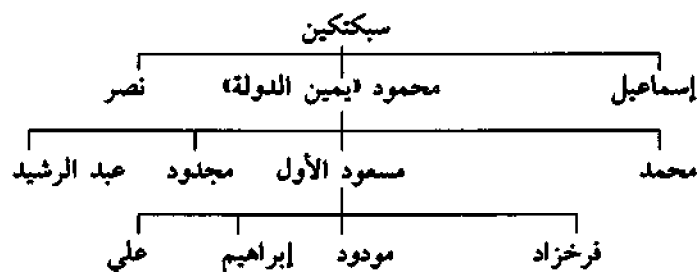 سبكتكين
إسماعيل محمود «يمين الدولة» نصر
محمد مسعود الأول مجدود عبد الرشيد
فرخزاد مودود إبراهيم علي